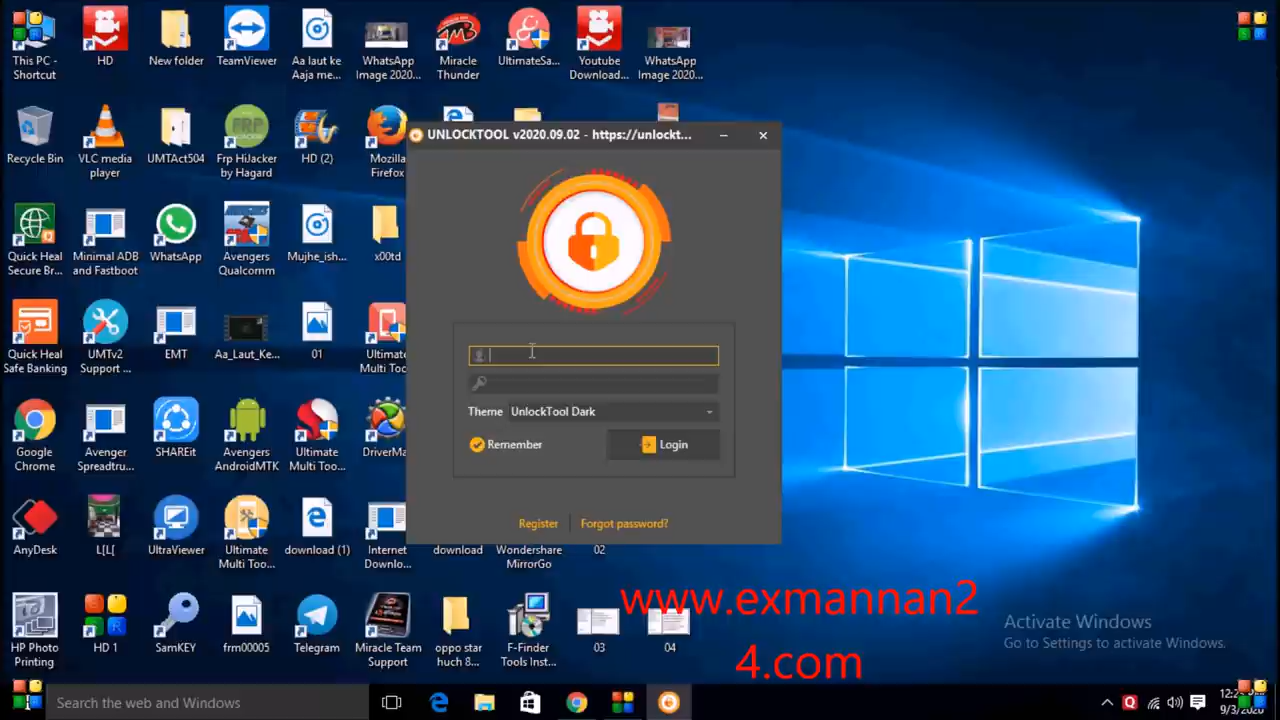 This PC -
Shortcut
HD
New folder
TeamViewer
Aa laut ke
Aaja me...
WhatsApp
Image 2020...
Miracle
Thunder
UltimateSa...
Youtube
Download...
WhatsApp
Image 2020...
Recycle Bin
VLC media
player
UMTAct504
FRP
Frp HiJacker
by Hagard
HD (2)
Mozilla
Firefox
UNLOCKTOOL v2020.09.02 - https://unlockt...
Quick Heal
Secure Br...
Minimal ADB
and Fastboot
WhatsApp
Avengers
Qualcomm
Mujhe_ish...
x00td
Quick Heal
Safe Banking
UMTv2
Support ...
EMT
Aa_Laut_Ke...
01
Ultimate
Multi Too
Theme UnlockTool Dark
Remember
Login
Google
Chrome
Avenger
Spreadtru...
SHAREit
Avengers
AndroidMTK
Ultimate
Multi Too...
DriverMa
Register
Forgot password?
AnyDesk
L[L[
UltraViewer
Ultimate
Multi Too...
download (1)
Internet
Downlo...
download
Wondershare
MirrorGo
02
HP Photo
Printing
HD 1
SamKEY
frm00005
Telegram
Miracle Team
Support
oppo star
huch 8...
F-Finder
Tools Inst...
03
04
www.exmannan2
4.com
Activate Windows
Go to Settings to activate Windows.
Search the web and Windows
9/3/2020